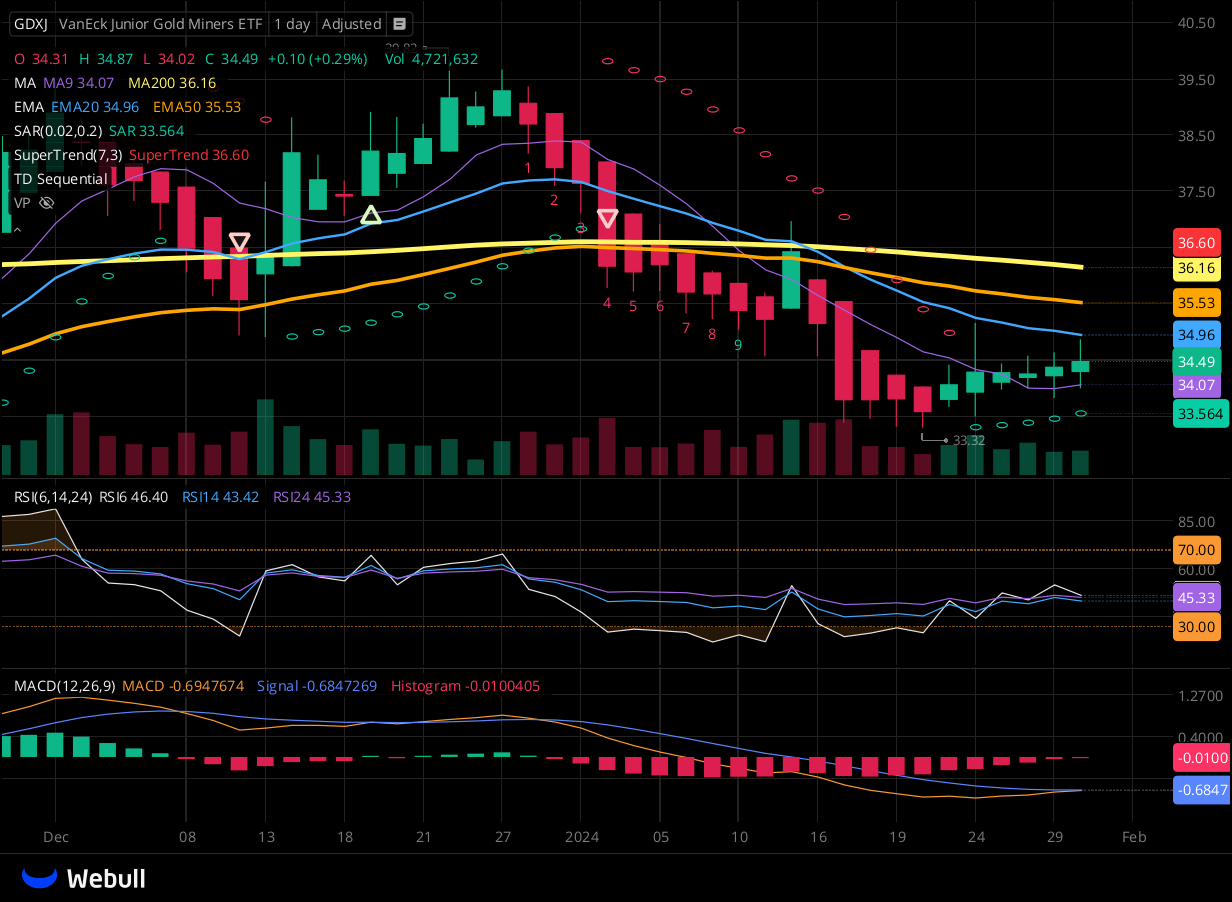 GDXJ VanEck Junior Gold Miners ETF 1 day Adjusted
O 34.31 H 34.87 L 34.02 C 34.49 +0.10 (+0.29%) Vol 4,721,632
MA MA9 34.07 MA200 36.16
EMA EMA20 34.96 EMA50 35.53
SAR(0.02,0.2) SAR 33.564
SuperTrend(7,3) SuperTrend 36.60
TD Sequential
VP
40.50
39.50
38.50
37.50
36.60
36.16
35.53
34.96
34.49
34.07
33.564
1
2
3
4
5
6
7
8
9
33.32
RSI(6,14,24) RSI6 46.40 RSI14 43.42 RSI24 45.33
85.00
70.00
60.00
45.33
30.00
MACD(12,26,9) MACD -0.6947674 Signal -0.6847269 Histogram -0.0100405
1.2700
0.4000
-0.0100
-0.6847
Dec 08 13 18 21 27 2024 05 10 16 19 24 29 Feb
Webull